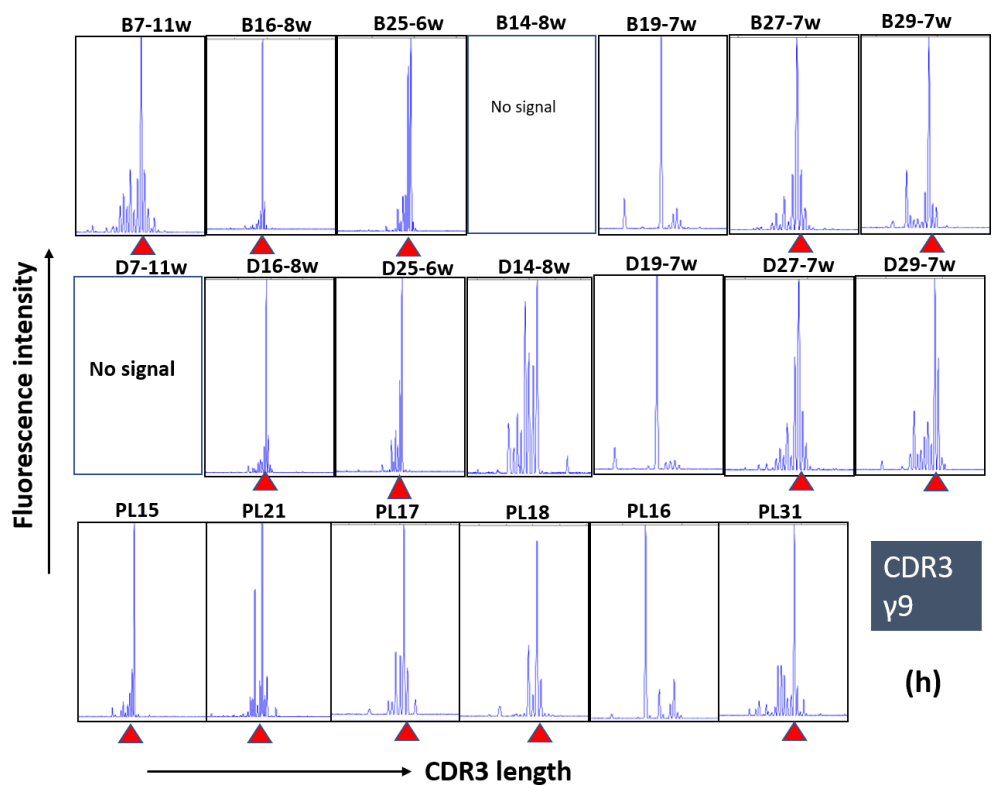 B7-11w B16-8w B25-6w B14-8w B19-7w B27-7w B29-7w
No signal
D7-11w D16-8w D25-6w D14-8w D19-7w D27-7w D29-7w
No signal
Fluorescence intensity
PL15 PL21 PL17 PL18 PL16 PL31
CDR3
γ9
(h)
CDR3 length